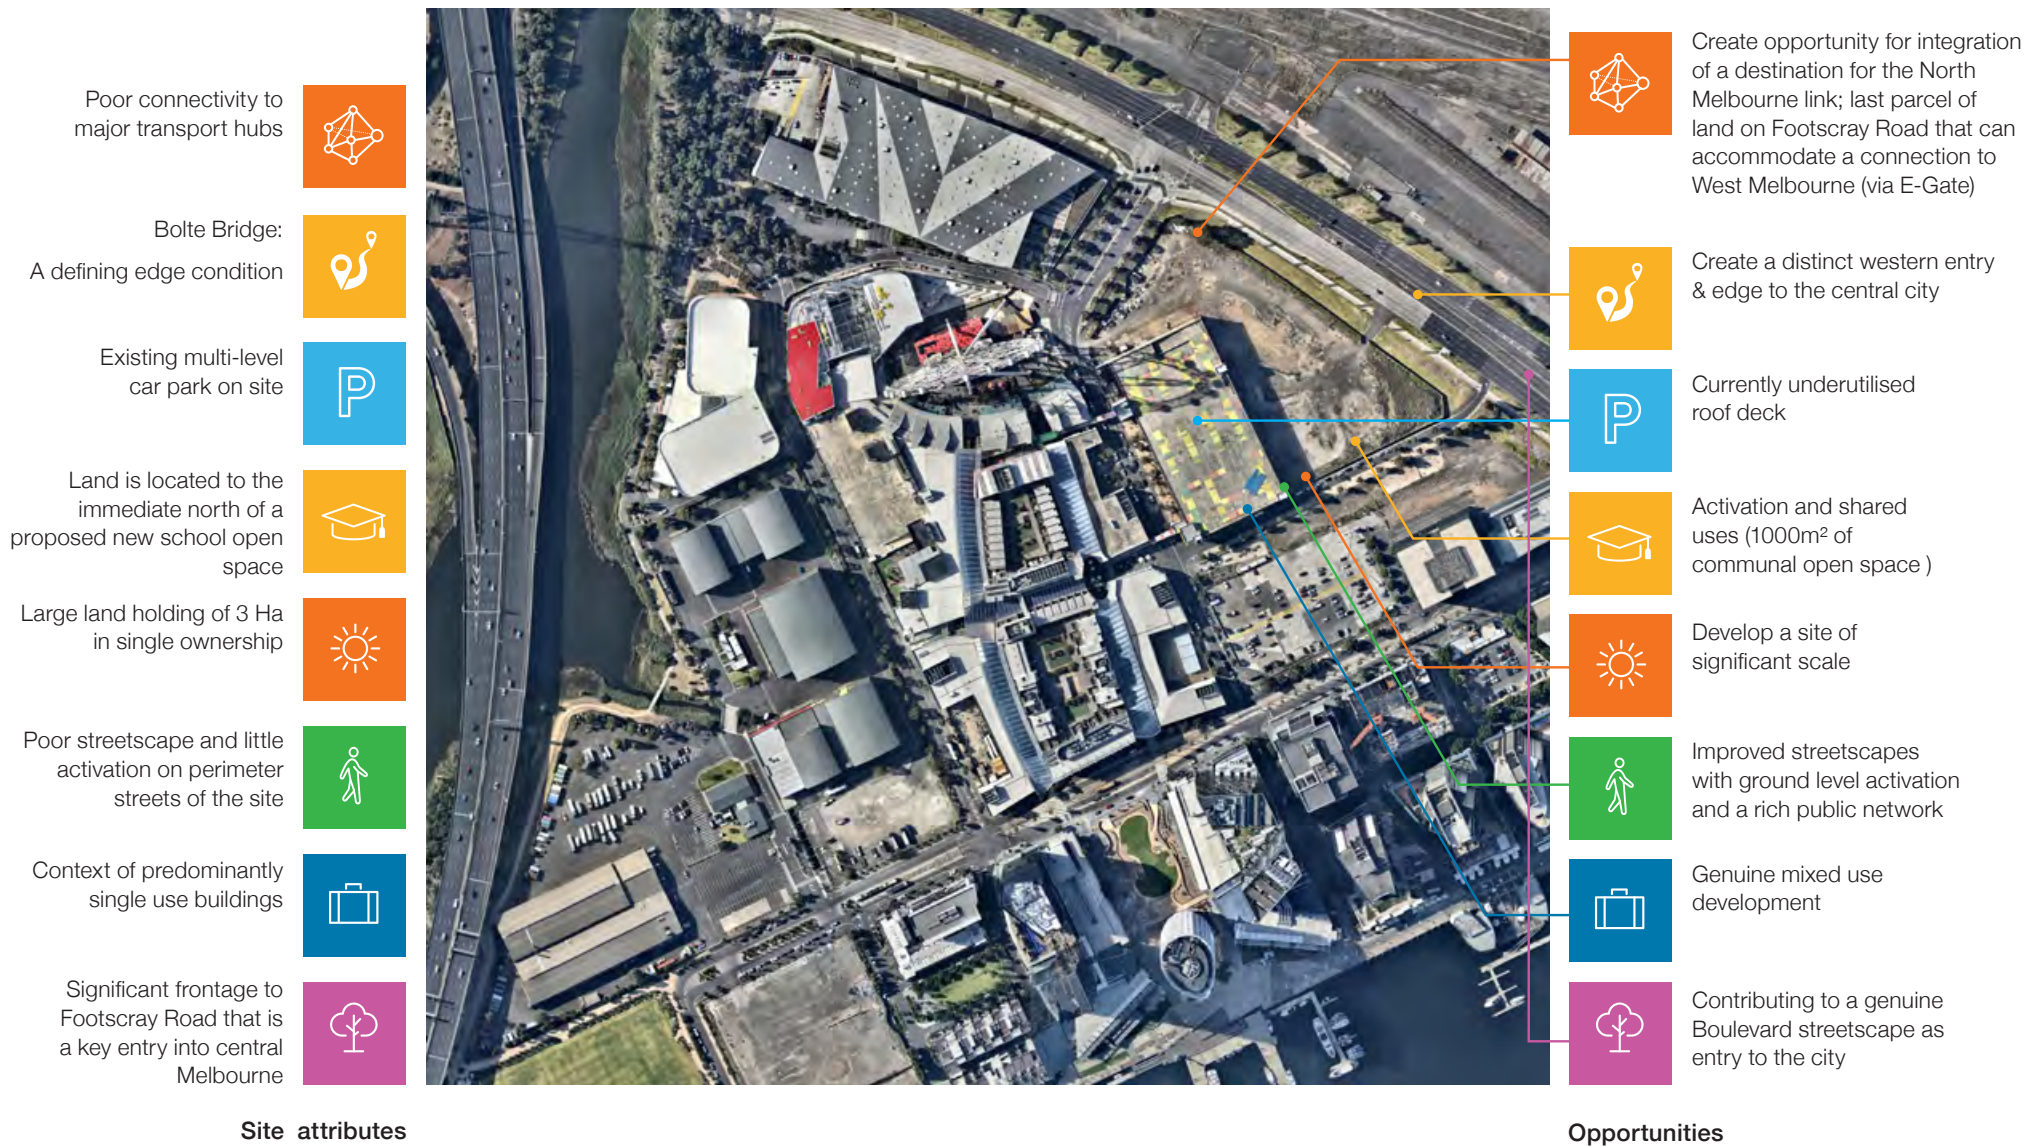 Poor connectivity to
major transport hubs
Bolte Bridge:
A defining edge condition
Existing multi-level
car park on site
P
Land is located to the
immediate north of a
proposed new school open
space
Large land holding of 3 Ha
in single ownership
Poor streetscape and little
activation on perimeter
streets of the site
Context of predominantly
single use buildings
Significant frontage to
Footscray Road that is
a key entry into central
Melbourne
Site attributes
Create opportunity for integration
of a destination for the North
Melbourne link; last parcel of
land on Footscray Road that can
accommodate a connection to
West Melbourne (via E-Gate)
Create a distinct western entry
& edge to the central city
P
Currently underutilised
roof deck
Activation and shared
uses (1000m² of
communal open space )
Develop a site of
significant scale
Improved streetscapes
with ground level activation
and a rich public network
Genuine mixed use
development
Contributing to a genuine
Boulevard streetscape as
entry to the city
Opportunities